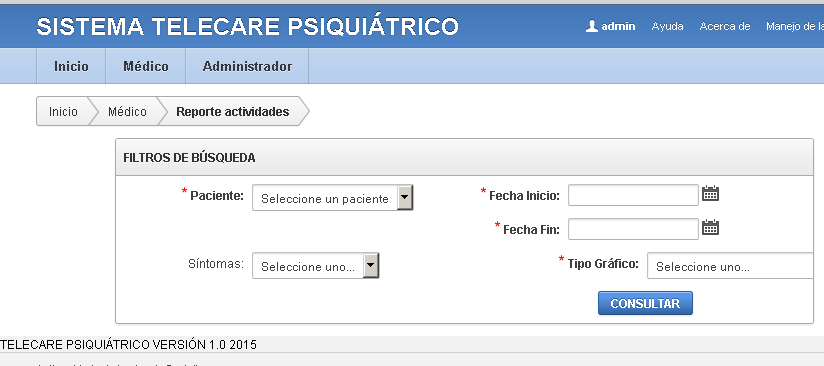 SISTEMA TELECARE PSIQUIÁTRICO
admin Ayuda Acerca de Manejo de la
Inicio Médico Administrador
Inicio Médico Reporte actividades
FILTROS DE BÚSQUEDA
* Paciente: Seleccione un paciente * Fecha Inicio:
* Fecha Fin:
Síntomas: Seleccione uno... * Tipo Gráfico: Seleccione uno...
CONSULTAR
TELECARE PSIQUIÁTRICO VERSIÓN 1.0 2015